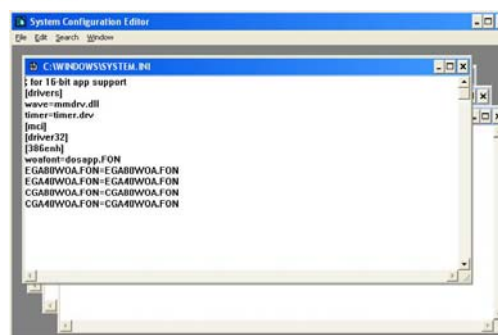 System Configuration Editor
File Edit Search Window
C:\WINDOWS\SYSTEM.INI
; for 16-bit app support
[drivers]
wave=mmdrv.dll
timer=timer.drv
[mci]
[driver32]
[386enh]
woafont=dosapp.FON
EGA80WOA.FON=EGA80WOA.FON
EGA40WOA.FON=EGA40WOA.FON
CGA80WOA.FON=CGA80WOA.FON
CGA40WOA.FON=CGA40WOA.FON